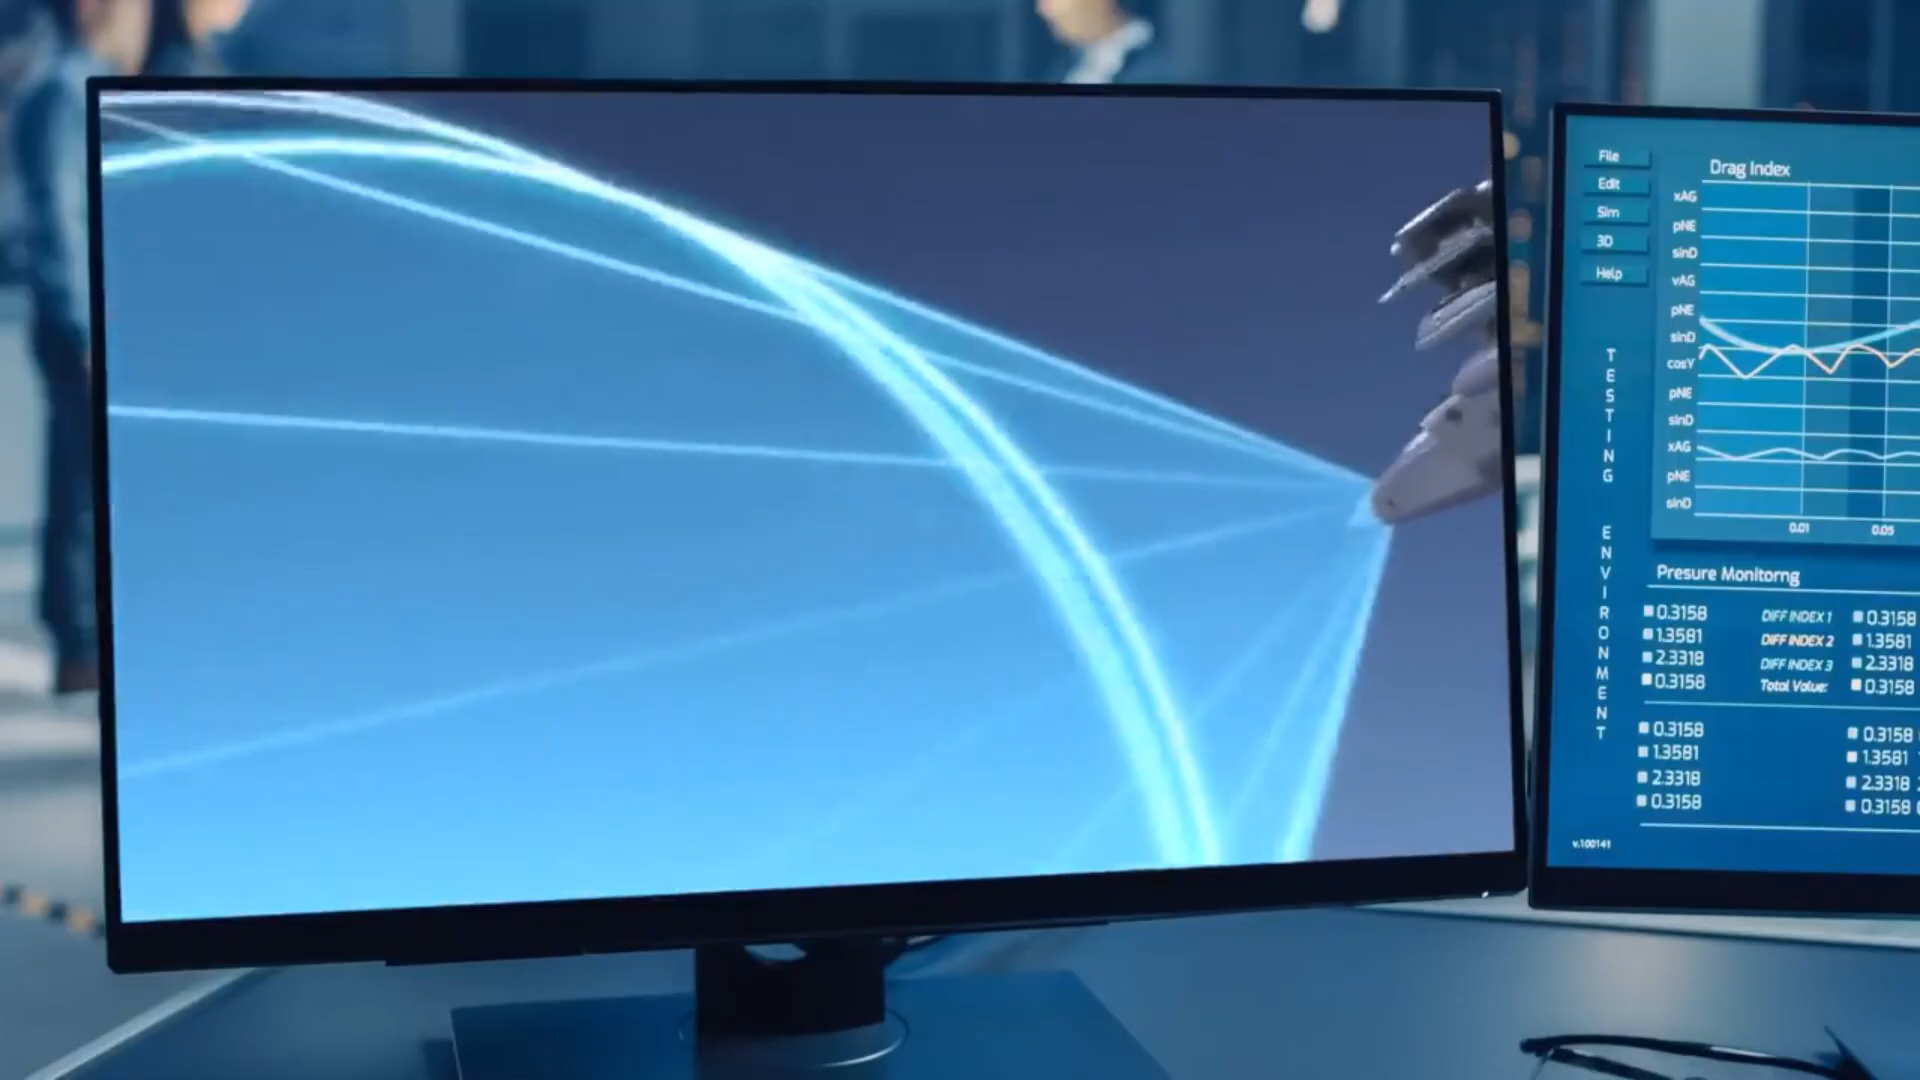 File
Edit
Sim
3D
Help
TESTING ENVIRONMENT
Drag Index
xAG
pNE
sinD
vAG
pNE
sinD
cosY
pNE
sinD
xAG
pNE
sinD
0.01 0.05
Presure Monitorng
0.3158 DIFF INDEX 1 0.3158
1.3581 DIFF INDEX 2 1.3581
2.3318 DIFF INDEX 3 2.3318
0.3158 Total Value: 0.3158
0.3158 0.3158
1.3581 1.3581
2.3318 2.3318
0.3158 0.3158
v.100141